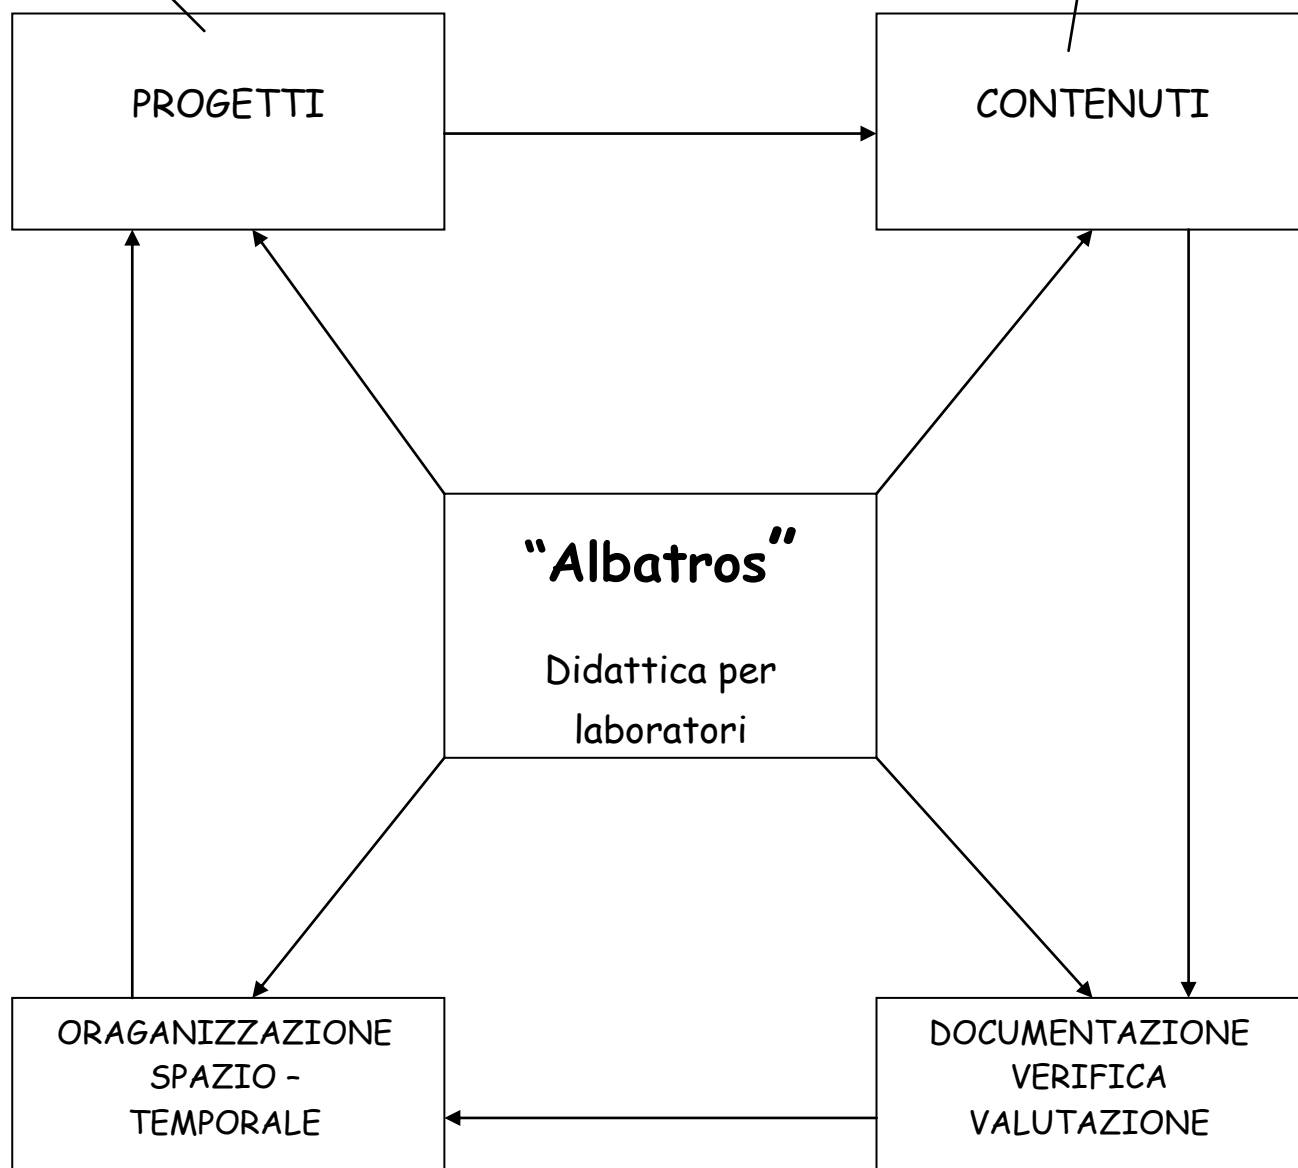 PROGETTI
CONTENUTI
“Albatros”
Didattica per
laboratori
ORAGANIZZAZIONE
SPAZIO –
TEMPORALE
DOCUMENTAZIONE
VERIFICA
VALUTAZIONE